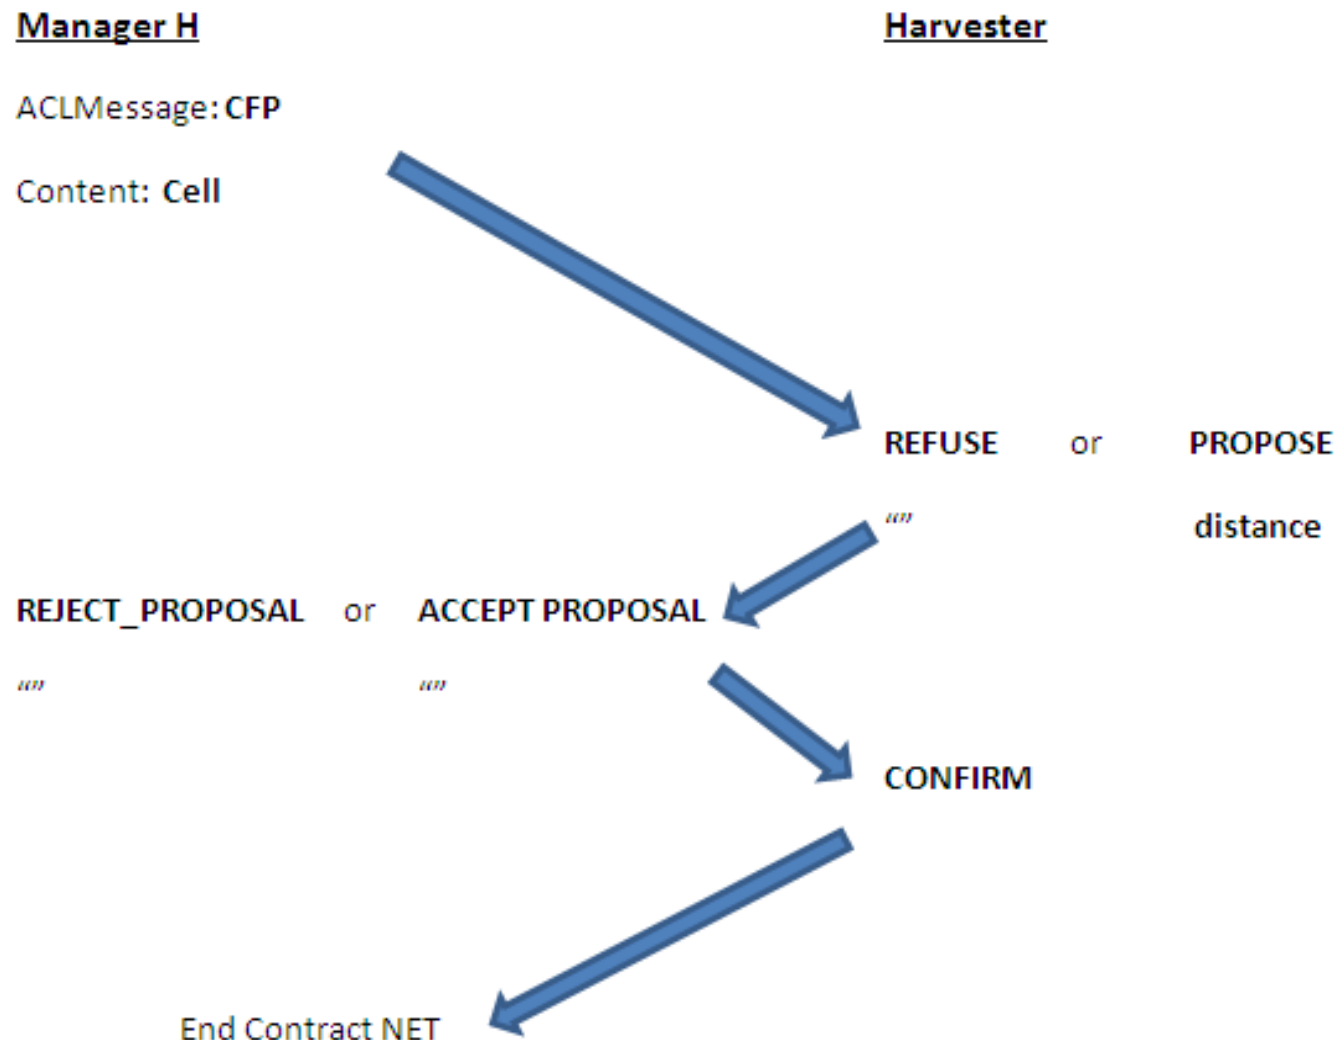 Manager H Harvester
ACLMessage: CFP
Content: Cell
REFUSE or PROPOSE
“” distance
REJECT_PROPOSAL or ACCEPT PROPOSAL
“” “”
CONFIRM
End Contract NET